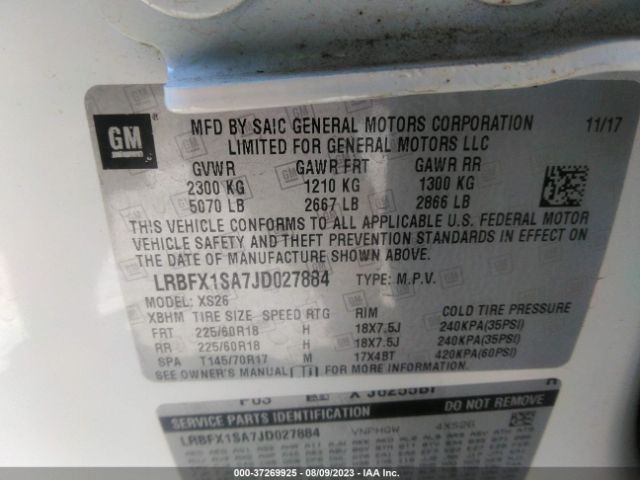 GM
MFD BY SAIC GENERAL MOTORS CORPORATION 11/17
LIMITED FOR GENERAL MOTORS LLC
GVWR GAWR FRT GAWR RR
2300 KG 1210 KG 1300 KG
5070 LB 2667 LB 2866 LB
THIS VEHICLE CONFORMS TO ALL APPLICABLE U.S. FEDERAL MOTOR
VEHICLE SAFETY AND THEFT PREVENTION STANDARDS IN EFFECT ON
THE DATE OF MANUFACTURE SHOWN ABOVE.
LRBFX1SA7JD027884 TYPE: M.P.V.
MODEL: XS26
XBHM TIRE SIZE SPEED RTG RIM COLD TIRE PRESSURE
FRT 225/60R18 H 18X7.5J 240KPA(35PSI)
RR 225/60R18 H 18X7.5J 240KPA(35PSI)
SPA T145/70R17 M 17X4BT 420KPA(60PSI)
SEE OWNER'S MANUAL FOR MORE INFORMATION.
SERVICE PARTS IDENTIFICATION DO NOT REMOVE
LRBFX1SA7JD027884 VNPHGW 4XS26
000-37269925 - 08/09/2023 - IAAI.COM